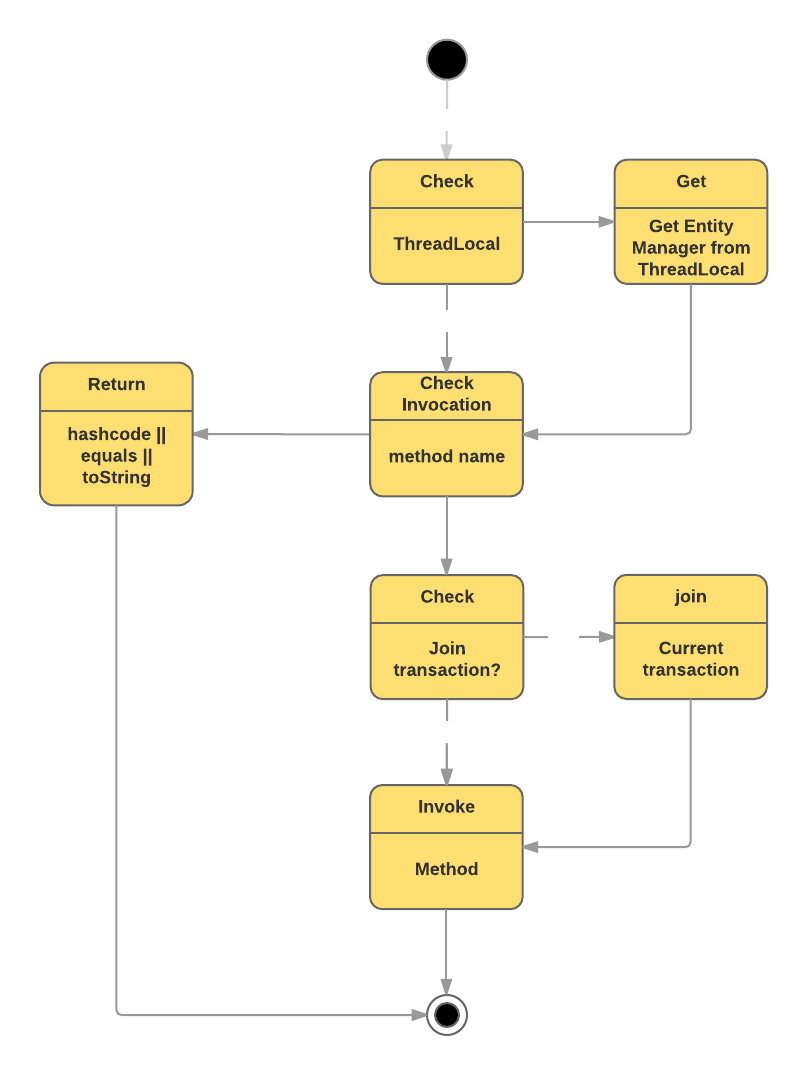 Check
ThreadLocal
Get
Get Entity
Manager from
ThreadLocal
Return
hashcode ||
equals ||
toString
Check
Invocation
method name
Check
Join
transaction?
join
Current
transaction
Invoke
Method